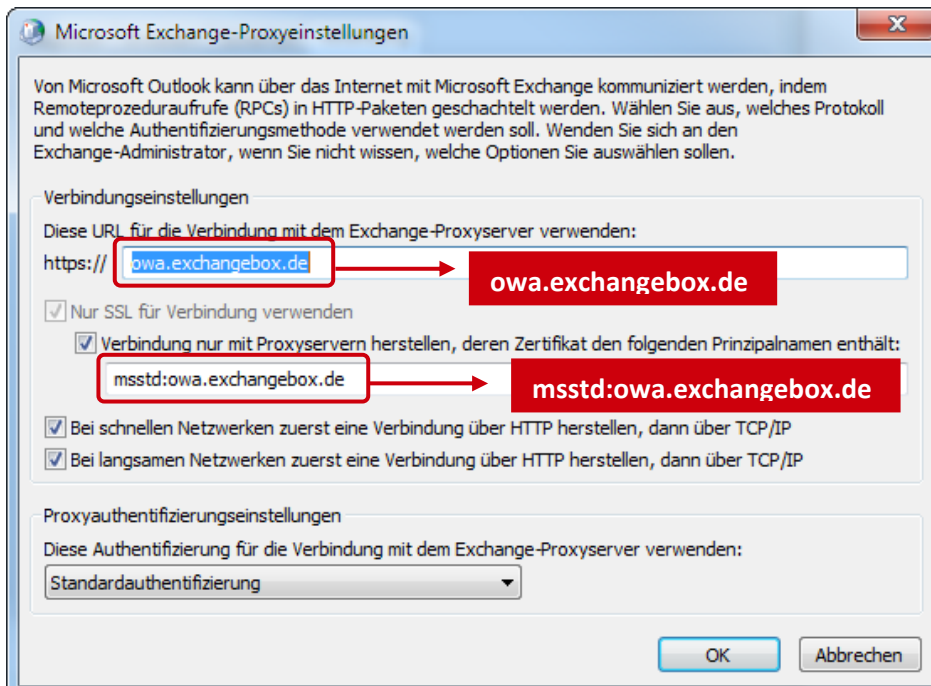 Microsoft Exchange-Proxyeinstellungen
Von Microsoft Outlook kann über das Internet mit Microsoft Exchange kommuniziert werden, indem
Remoteprozeduraufrufe (RPCs) in HTTP-Paketen geschachtelt werden. Wählen Sie aus, welches Protokoll
und welche Authentifizierungsmethode verwendet werden soll. Wenden Sie sich an den
Exchange-Administrator, wenn Sie nicht wissen, welche Optionen Sie auswählen sollen.
Verbindungseinstellungen
Diese URL für die Verbindung mit dem Exchange-Proxyserver verwenden:
https:// owa.exchangebox.de
owa.exchangebox.de
Nur SSL für Verbindung verwenden
Verbindung nur mit Proxyservern herstellen, deren Zertifikat den folgenden Prinzipalnamen enthält:
msstd:owa.exchangebox.de
msstd:owa.exchangebox.de
Bei schnellen Netzwerken zuerst eine Verbindung über HTTP herstellen, dann über TCP/IP
Bei langsamen Netzwerken zuerst eine Verbindung über HTTP herstellen, dann über TCP/IP
Proxyauthentifizierungseinstellungen
Diese Authentifizierung für die Verbindung mit dem Exchange-Proxyserver verwenden:
Standardauthentifizierung
OK Abbrechen